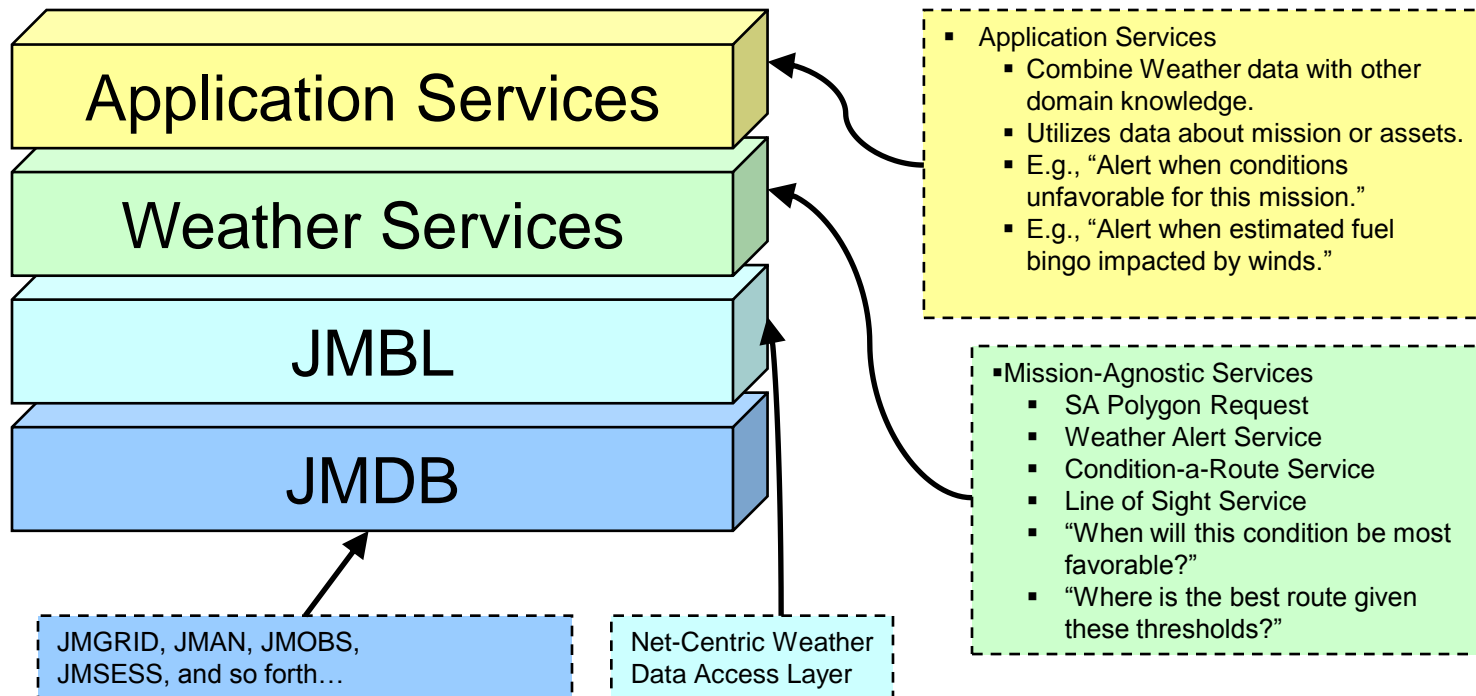 Application Services
Weather Services
JMBL
JMDB
▪ Application Services
▪ Combine Weather data with other
domain knowledge.
▪ Utilizes data about mission or assets.
▪ E.g., “Alert when conditions
unfavorable for this mission.”
▪ E.g., “Alert when estimated fuel
bingo impacted by winds.”
▪Mission-Agnostic Services
▪ SA Polygon Request
▪ Weather Alert Service
▪ Condition-a-Route Service
▪ Line of Sight Service
▪ “When will this condition be most
favorable?”
▪ “Where is the best route given
these thresholds?”
JMGRID, JMAN, JMOBS,
JMSESS, and so forth…
Net-Centric Weather
Data Access Layer